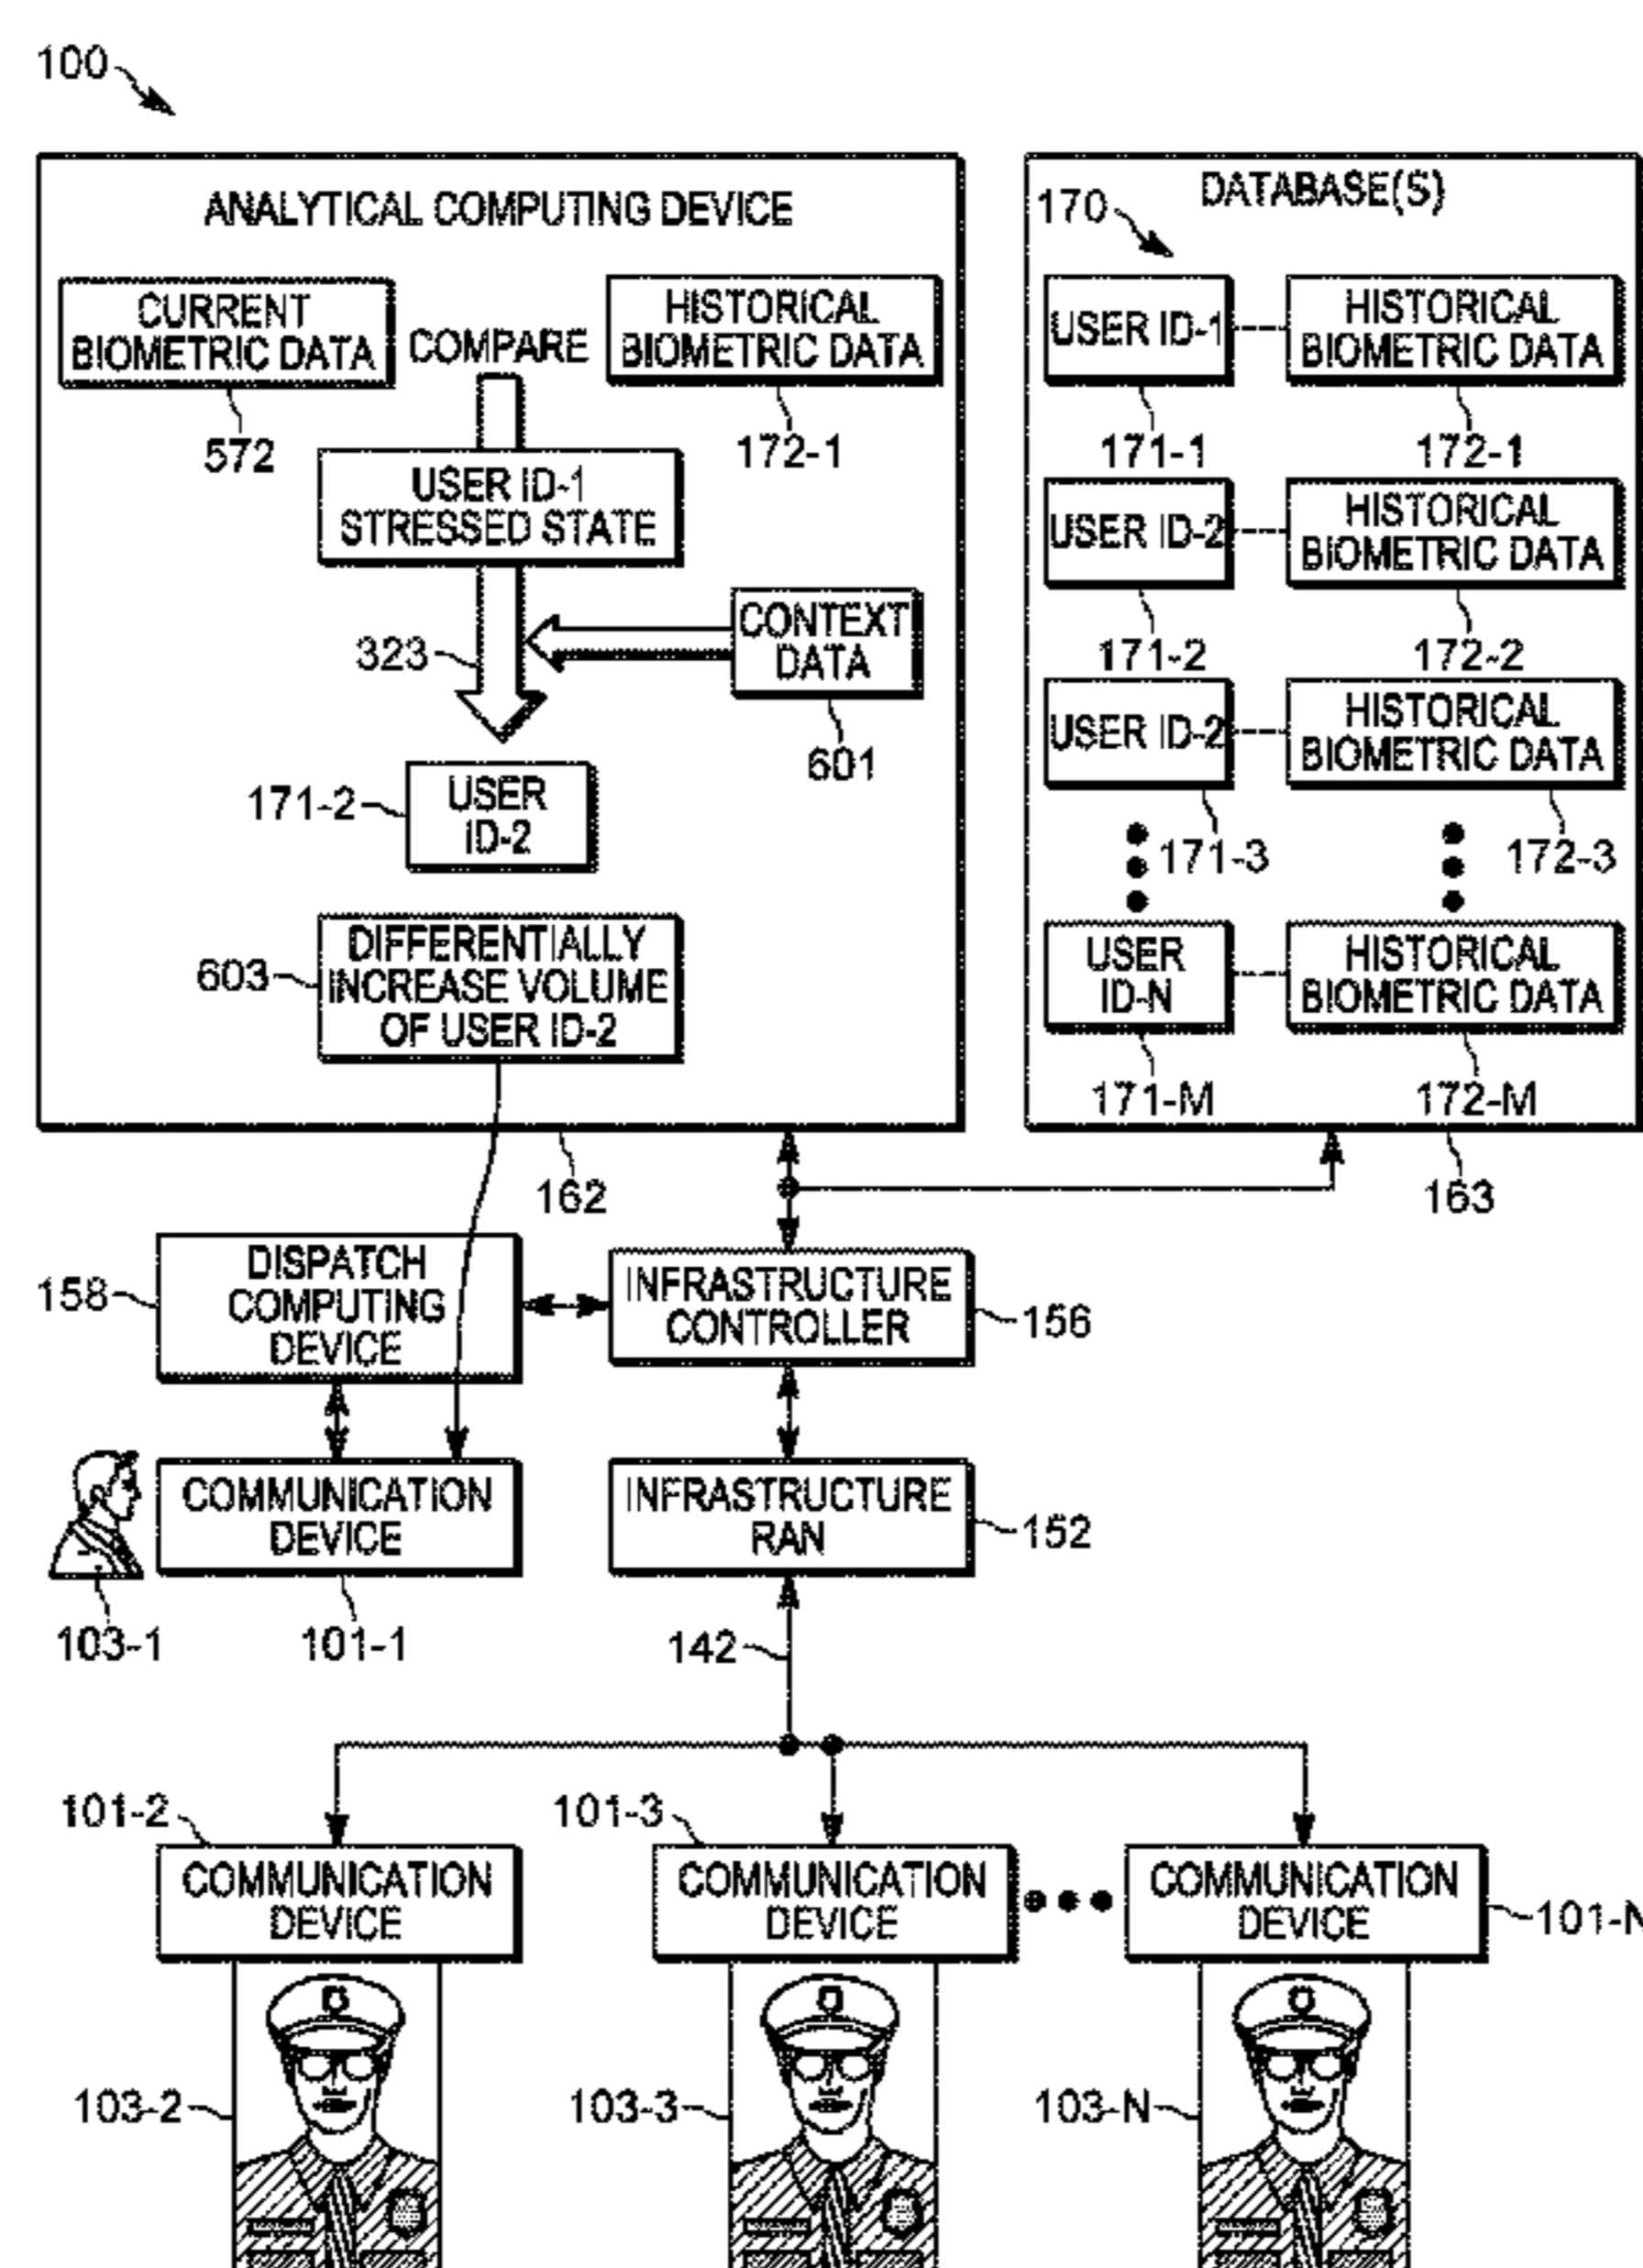 100
ANALYTICAL COMPUTING DEVICE
CURRENT
BIOMETRIC DATA
COMPARE
HISTORICAL
BIOMETRIC DATA
572
172-1
USER ID-1
STRESSED STATE
323
CONTEXT
DATA
601
171-2
USER
ID-2
603
DIFFERENTIALLY
INCREASE VOLUME
OF USER ID-2
162
DATABASE(S)
170
USER ID-1
HISTORICAL
BIOMETRIC DATA
171-1
172-1
USER ID-2
HISTORICAL
BIOMETRIC DATA
171-2
172-2
USER ID-2
HISTORICAL
BIOMETRIC DATA
171-3
172-3
USER
ID-N
HISTORICAL
BIOMETRIC DATA
171-M
172-M
163
158
DISPATCH
COMPUTING
DEVICE
INFRASTRUCTURE
CONTROLLER
156
COMMUNICATION
DEVICE
INFRASTRUCTURE
RAN
152
103-1
101-1
142
101-2
COMMUNICATION
DEVICE
101-3
COMMUNICATION
DEVICE
COMMUNICATION
DEVICE
101-N
103-2
103-3
103-N